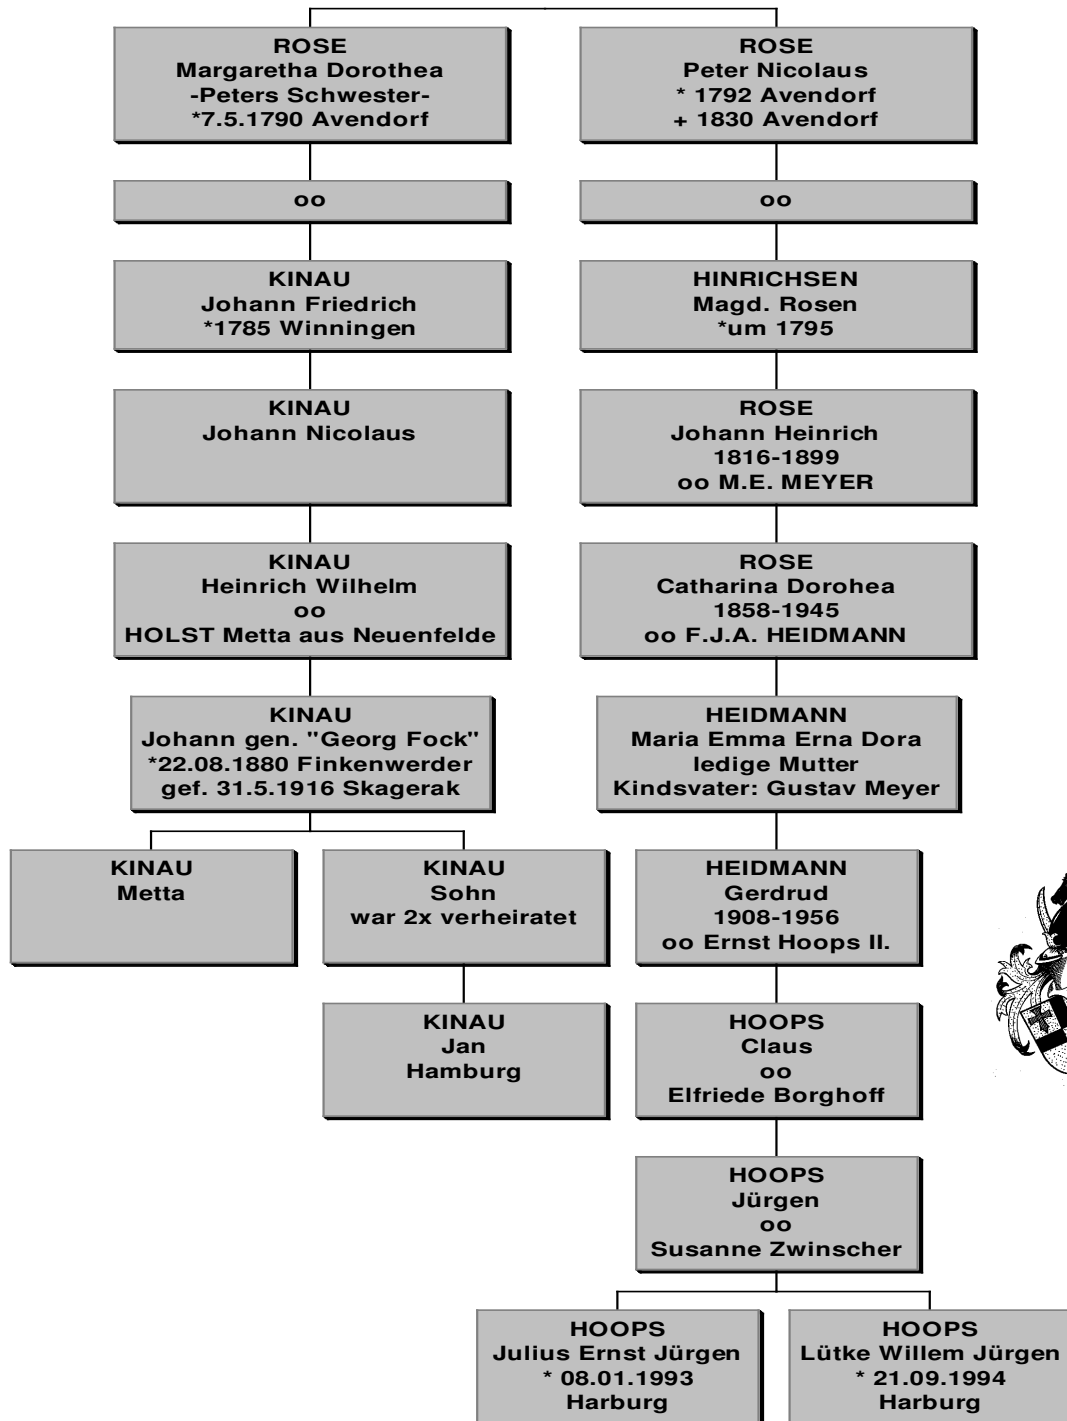 ROSE
Margaretha Dorothea
-Peters Schwester-
*7.5.1790 Avendorf
ROSE
Peter Nicolaus
* 1792 Avendorf
+ 1830 Avendorf
oo
oo
KINAU
Johann Friedrich
*1785 Winningen
HINRICHSEN
Magd. Rosen
*um 1795
KINAU
Johann Nicolaus
ROSE
Johann Heinrich
1816-1899
oo M.E. MEYER
KINAU
Heinrich Wilhelm
oo
HOLST Metta aus Neuenfelde
ROSE
Catharina Dorohea
1858-1945
oo F.J.A. HEIDMANN
KINAU
Johann gen. "Georg Fock"
*22.08.1880 Finkenwerder
gef. 31.5.1916 Skagerak
HEIDMANN
Maria Emma Erna Dora
ledige Mutter
Kindsvater: Gustav Meyer
KINAU
Metta
KINAU
Sohn
war 2x verheiratet
HEIDMANN
Gerdrud
1908-1956
oo Ernst Hoops II.
KINAU
Jan
Hamburg
HOOPS
Claus
oo
Elfriede Borghoff
HOOPS
Jürgen
oo
Susanne Zwinscher
HOOPS
Julius Ernst Jürgen
* 08.01.1993
Harburg
HOOPS
Lütke Willem Jürgen
* 21.09.1994
Harburg